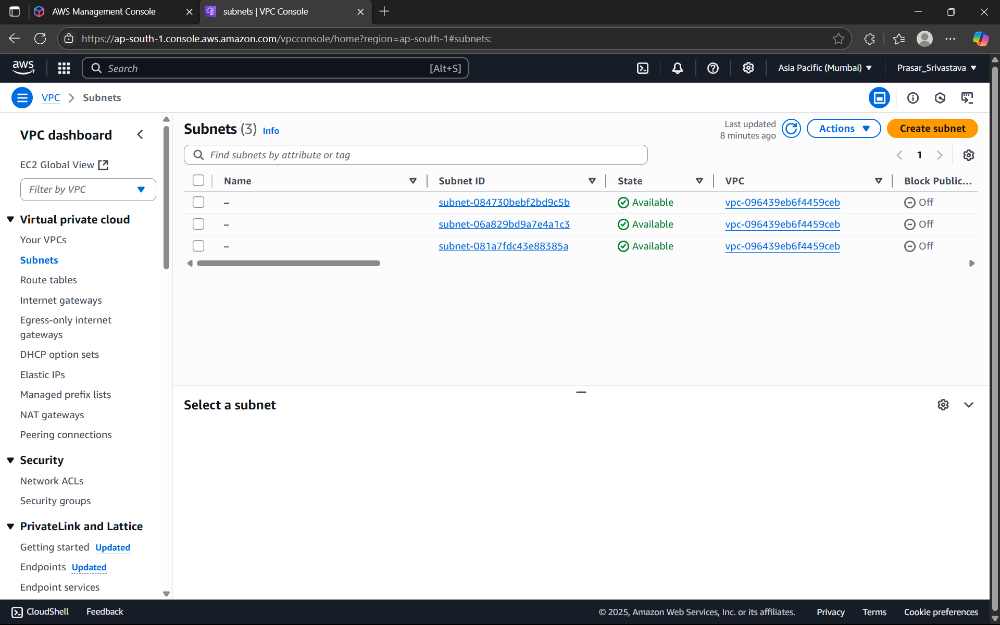 AWS Management Console
subnets | VPC Console
https://ap-south-1.console.aws.amazon.com/vpcconsole/home?region=ap-south-1#subnets:
aws
Search
[Alt+S]
Asia Pacific (Mumbai)
Prasar_Srivastava
VPC
Subnets
VPC dashboard
EC2 Global View
Filter by VPC
Virtual private cloud
Your VPCs
Subnets
Route tables
Internet gateways
Egress-only internet
gateways
DHCP option sets
Elastic IPs
Managed prefix lists
NAT gateways
Peering connections
Security
Network ACLs
Security groups
PrivateLink and Lattice
Getting started Updated
Endpoints Updated
Endpoint services
Subnets (3) Info
Last updated
8 minutes ago
Actions
Create subnet
Find subnets by attribute or tag
1
Name Subnet ID State VPC Block Public...
– subnet-084730bebf2bd9c5b Available vpc-096439eb6f4459ceb Off
– subnet-06a829bd9a7e4a1c3 Available vpc-096439eb6f4459ceb Off
– subnet-081a7fdc43e88385a Available vpc-096439eb6f4459ceb Off
Select a subnet
CloudShell Feedback
© 2025, Amazon Web Services, Inc. or its affiliates. Privacy Terms Cookie preferences